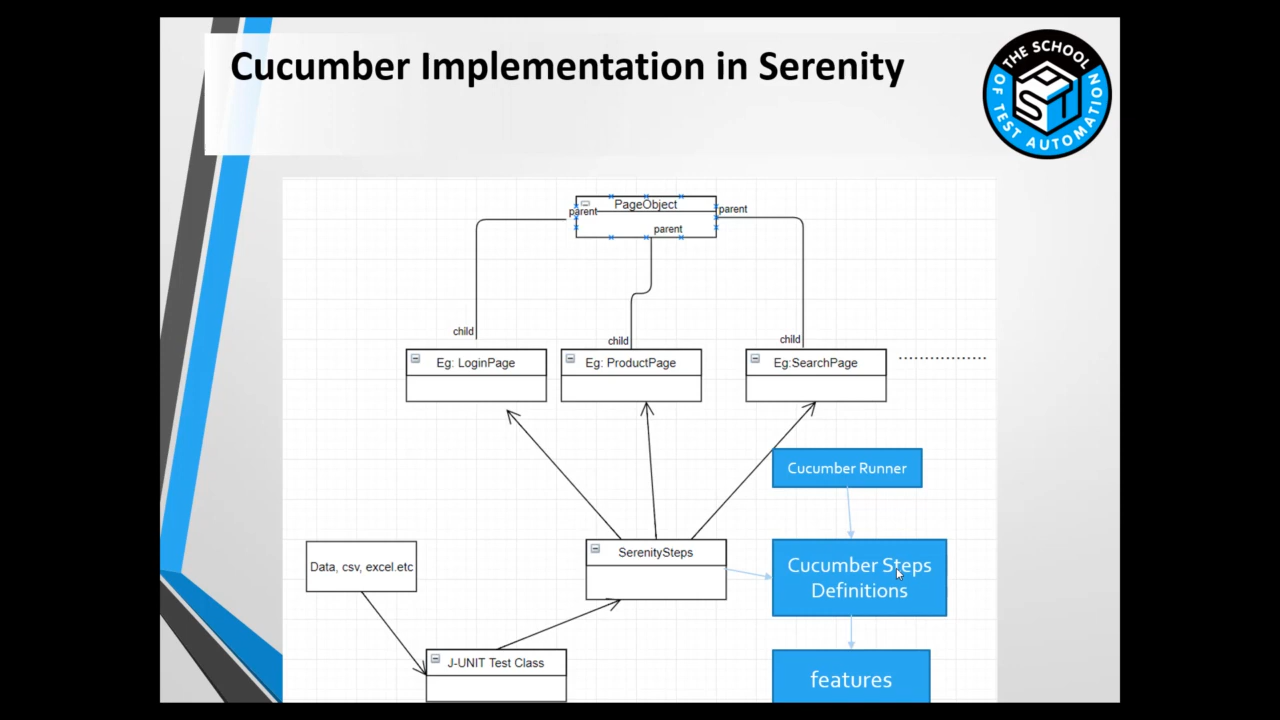 Cucumber Implementation in Serenity
THE SCHOOL
OF TEST AUTOMATION
PageObject
parent
parent
parent
child
child
child
Eg: LoginPage
Eg: ProductPage
Eg:SearchPage
Cucumber Runner
SerenitySteps
Cucumber Steps
Definitions
Data, csv, excel.etc
J-UNIT Test Class
features